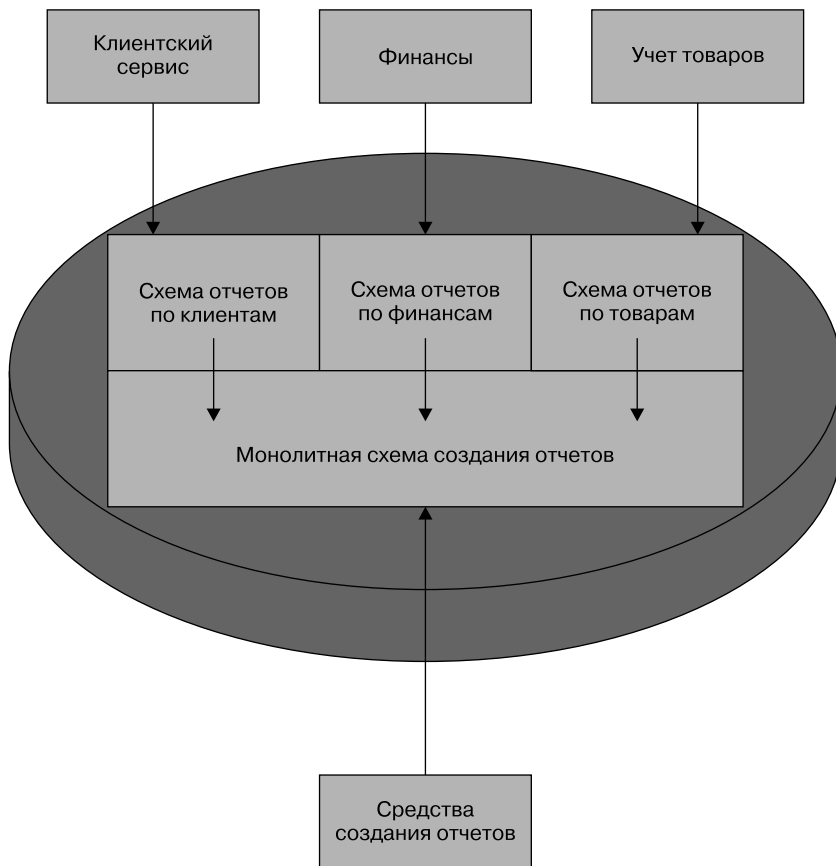 Клиентский
сервис
Финансы
Учет товаров
Схема отчетов
по клиентам
Схема отчетов
по финансам
Схема отчетов
по товарам
Монолитная схема создания отчетов
Средства
создания отчетов